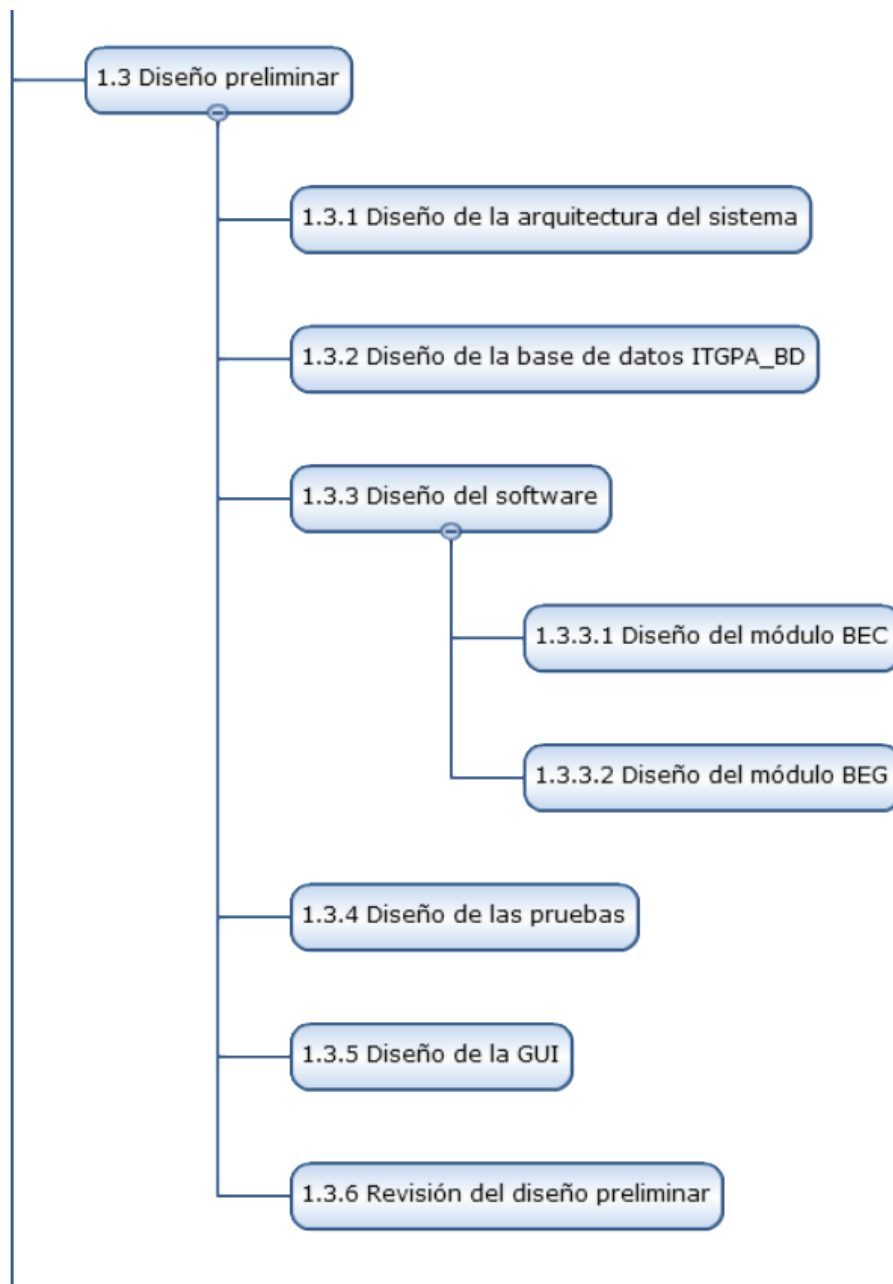 1.3 Diseño preliminar
1.3.1 Diseño de la arquitectura del sistema
1.3.2 Diseño de la base de datos ITGPA_BD
1.3.3 Diseño del software
1.3.3.1 Diseño del módulo BEC
1.3.3.2 Diseño del módulo BEG
1.3.4 Diseño de las pruebas
1.3.5 Diseño de la GUI
1.3.6 Revisión del diseño preliminar